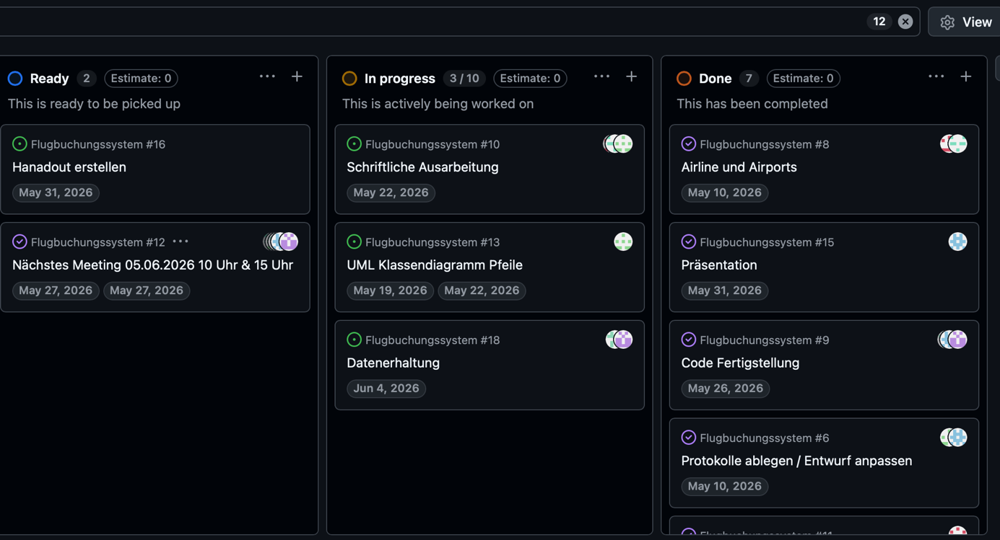 12
View
Ready 2 Estimate: 0
This is ready to be picked up
Flugbuchungssystem #16
Hanadout erstellen
May 31, 2026
Flugbuchungssystem #12
Nächstes Meeting 05.06.2026 10 Uhr & 15 Uhr
May 27, 2026 May 27, 2026
In progress 3 / 10 Estimate: 0
This is actively being worked on
Flugbuchungssystem #10
Schriftliche Ausarbeitung
May 22, 2026
Flugbuchungssystem #13
UML Klassendiagramm Pfeile
May 19, 2026 May 22, 2026
Flugbuchungssystem #18
Datenerhaltung
Jun 4, 2026
Done 7 Estimate: 0
This has been completed
Flugbuchungssystem #8
Airline und Airports
May 10, 2026
Flugbuchungssystem #15
Präsentation
May 31, 2026
Flugbuchungssystem #9
Code Fertigstellung
May 26, 2026
Flugbuchungssystem #6
Protokolle ablegen / Entwurf anpassen
May 10, 2026
Flugbuchungssystem #11